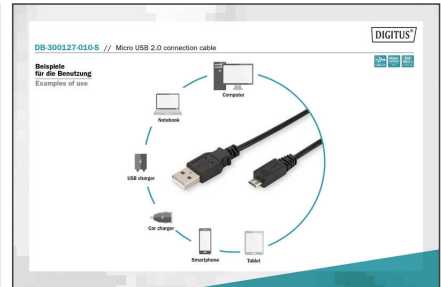 DIGITUS®
DB-300127-010-S // Micro USB 2.0 connection cable
Beispiele
für die Benutzung
Examples of use
Computer
Notebook
USB charger
Car charger
Smartphone
Tablet